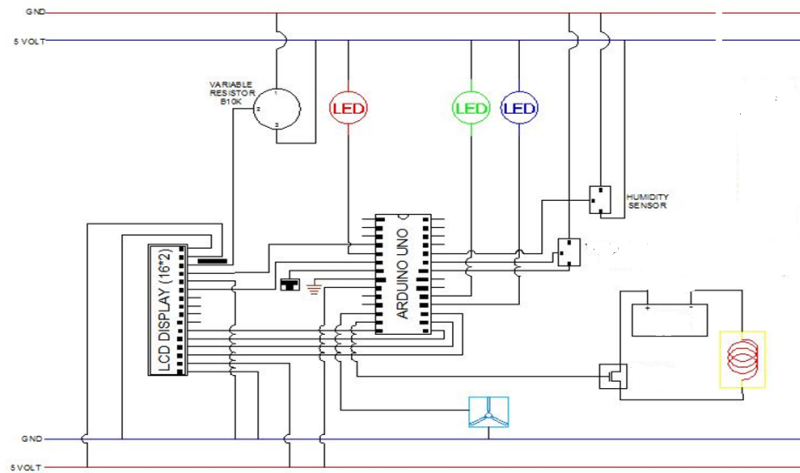 GND
5 VOLT
VARIABLE
RESISTOR
B10K
1
2
3
LED
LED
LED
HUMIDITY
SENSOR
LCD DISPLAY (16*2)
ARDUINO UNO
+
-
GND
5 VOLT